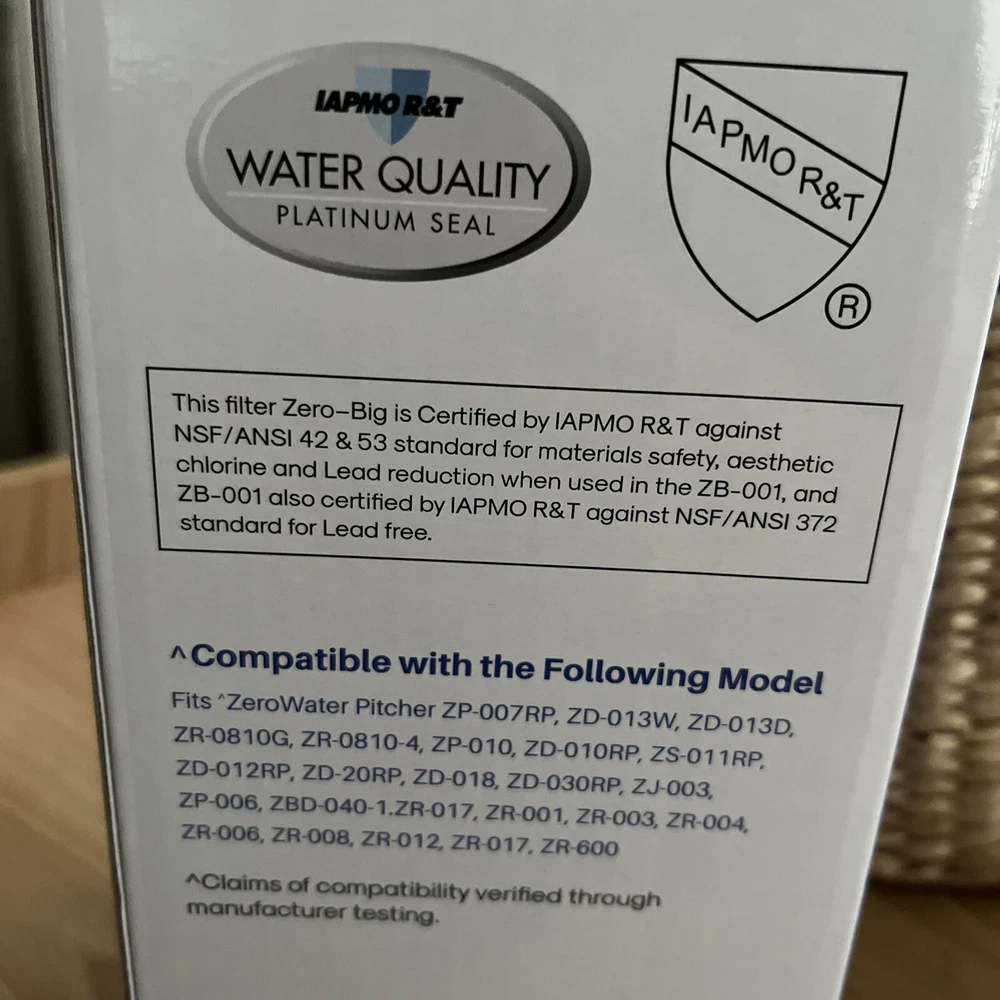 IAPMO R&T
WATER QUALITY
PLATINUM SEAL
IAPMO R&T
®
This filter Zero–Big is Certified by IAPMO R&T against
NSF/ANSI 42 & 53 standard for materials safety, aesthetic
chlorine and Lead reduction when used in the ZB-001, and
ZB-001 also certified by IAPMO R&T against NSF/ANSI 372
standard for Lead free.
^Compatible with the Following Model
Fits ^ZeroWater Pitcher ZP-007RP, ZD-013W, ZD-013D,
ZR-0810G, ZR-0810-4, ZP-010, ZD-010RP, ZS-011RP,
ZD-012RP, ZD-20RP, ZD-018, ZD-030RP, ZJ-003,
ZP-006, ZBD-040-1.ZR-017, ZR-001, ZR-003, ZR-004,
ZR-006, ZR-008, ZR-012, ZR-017, ZR-600
^Claims of compatibility verified through
manufacturer testing.